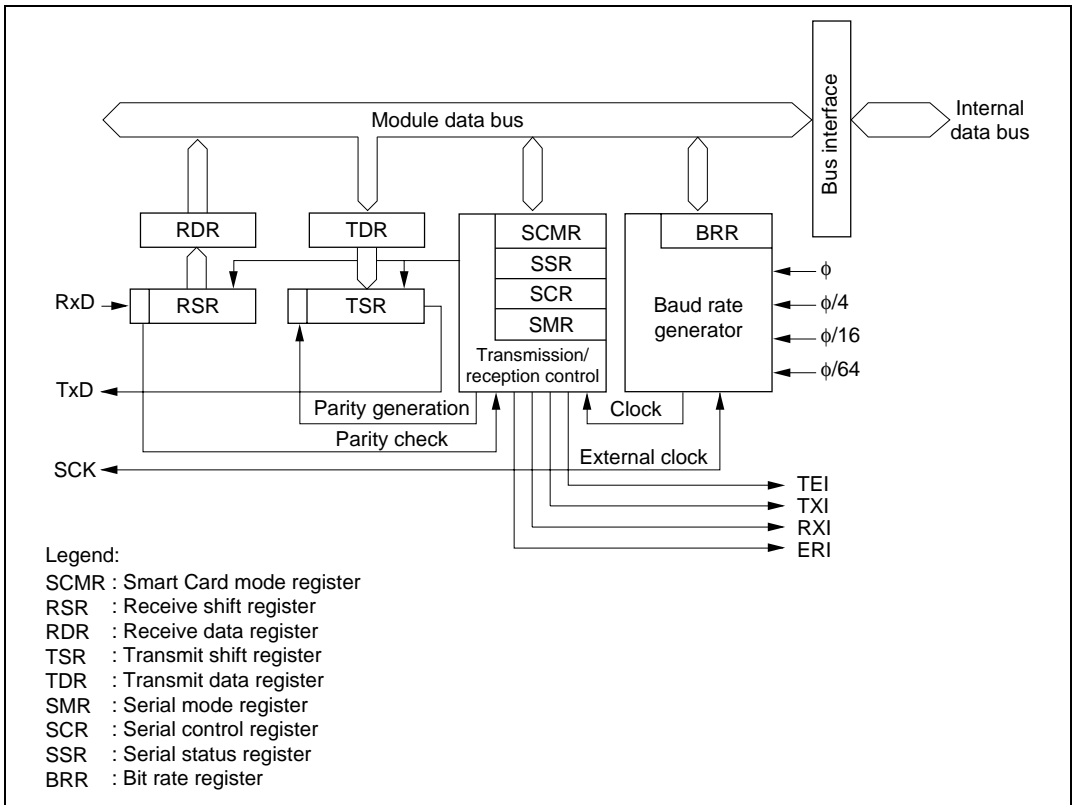 Module data bus
Bus interface
Internal
data bus
RDR
TDR
SCMR
SSR
SCR
SMR
Transmission/
reception control
BRR
Baud rate
generator
ϕ
ϕ/4
ϕ/16
ϕ/64
RxD
RSR
TSR
TxD
Parity generation
Parity check
Clock
External clock
SCK
TEI
TXI
RXI
ERI
Legend:
SCMR : Smart Card mode register
RSR : Receive shift register
RDR : Receive data register
TSR : Transmit shift register
TDR : Transmit data register
SMR : Serial mode register
SCR : Serial control register
SSR : Serial status register
BRR : Bit rate register